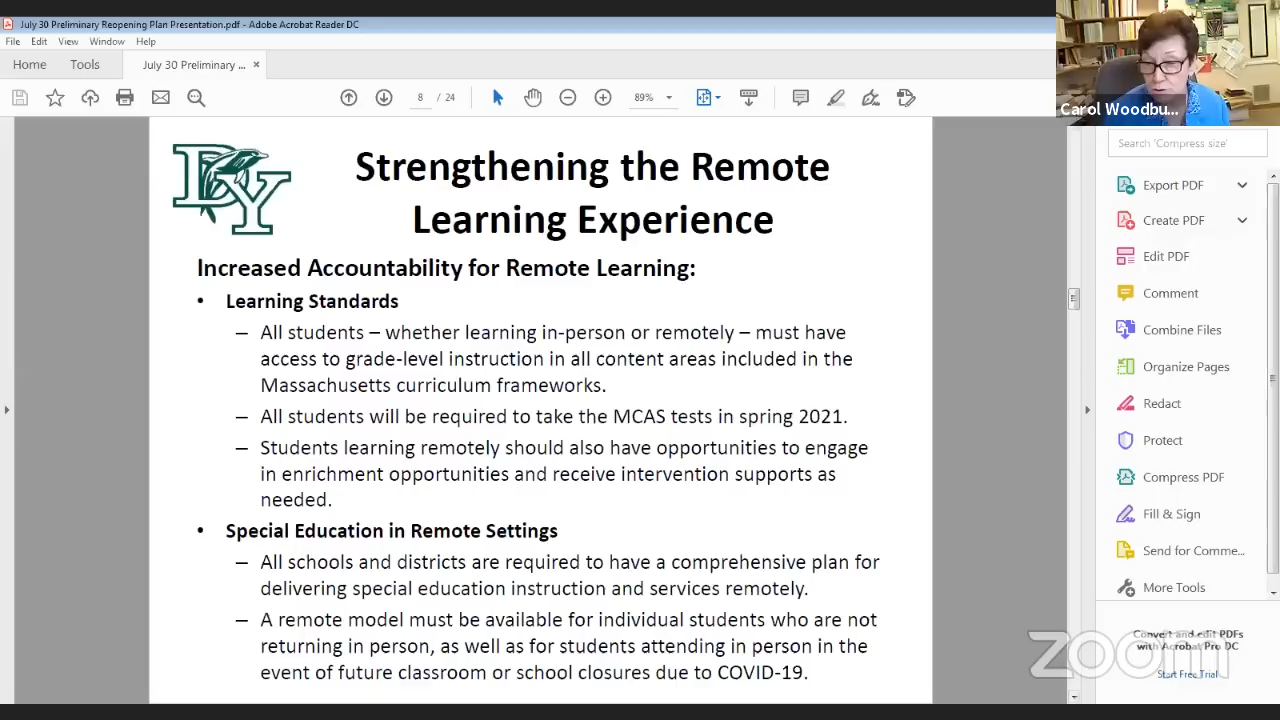 July 30 Preliminary Reopening Plan Presentation.pdf - Adobe Acrobat Reader DC
File Edit View Window Help
Home Tools July 30 Preliminary ... ×
8 / 24 89%
Carol Woodbu...
DY
Strengthening the Remote
Learning Experience
Increased Accountability for Remote Learning:
• Learning Standards
– All students – whether learning in-person or remotely – must have
access to grade-level instruction in all content areas included in the
Massachusetts curriculum frameworks.
– All students will be required to take the MCAS tests in spring 2021.
– Students learning remotely should also have opportunities to engage
in enrichment opportunities and receive intervention supports as
needed.
• Special Education in Remote Settings
– All schools and districts are required to have a comprehensive plan for
delivering special education instruction and services remotely.
– A remote model must be available for individual students who are not
returning in person, as well as for students attending in person in the
event of future classroom or school closures due to COVID-19.
Search 'Compress size'
Export PDF
Create PDF
Edit PDF
Comment
Combine Files
Organize Pages
Redact
Protect
Compress PDF
Fill & Sign
Send for Comme...
More Tools
Convert and edit PDFs
with Acrobat Pro DC
Start Free Trial
zoom